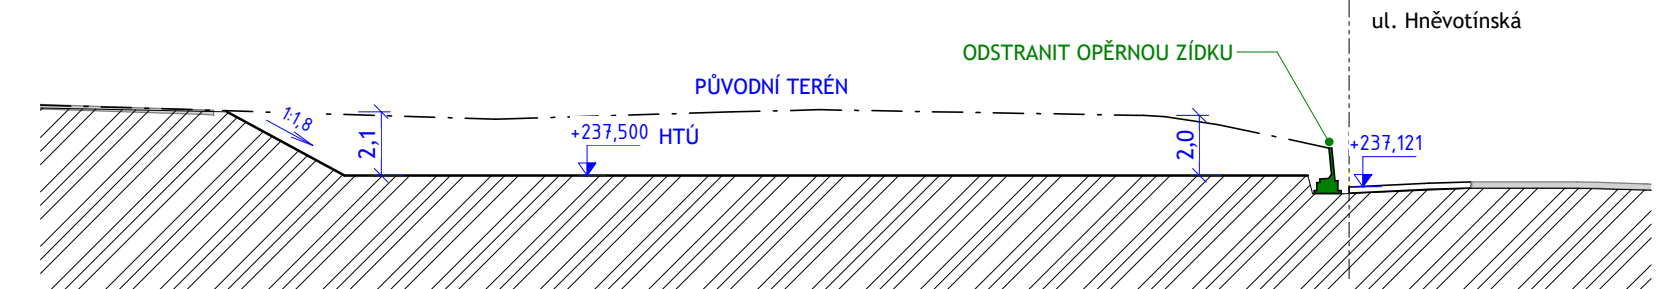 ul. Hněvotínská
ODSTRANIT OPĚRNOU ZÍDKU
PŮVODNÍ TERÉN
1:1,8
2,1
+237,500 HTÚ
2,0
+237,121